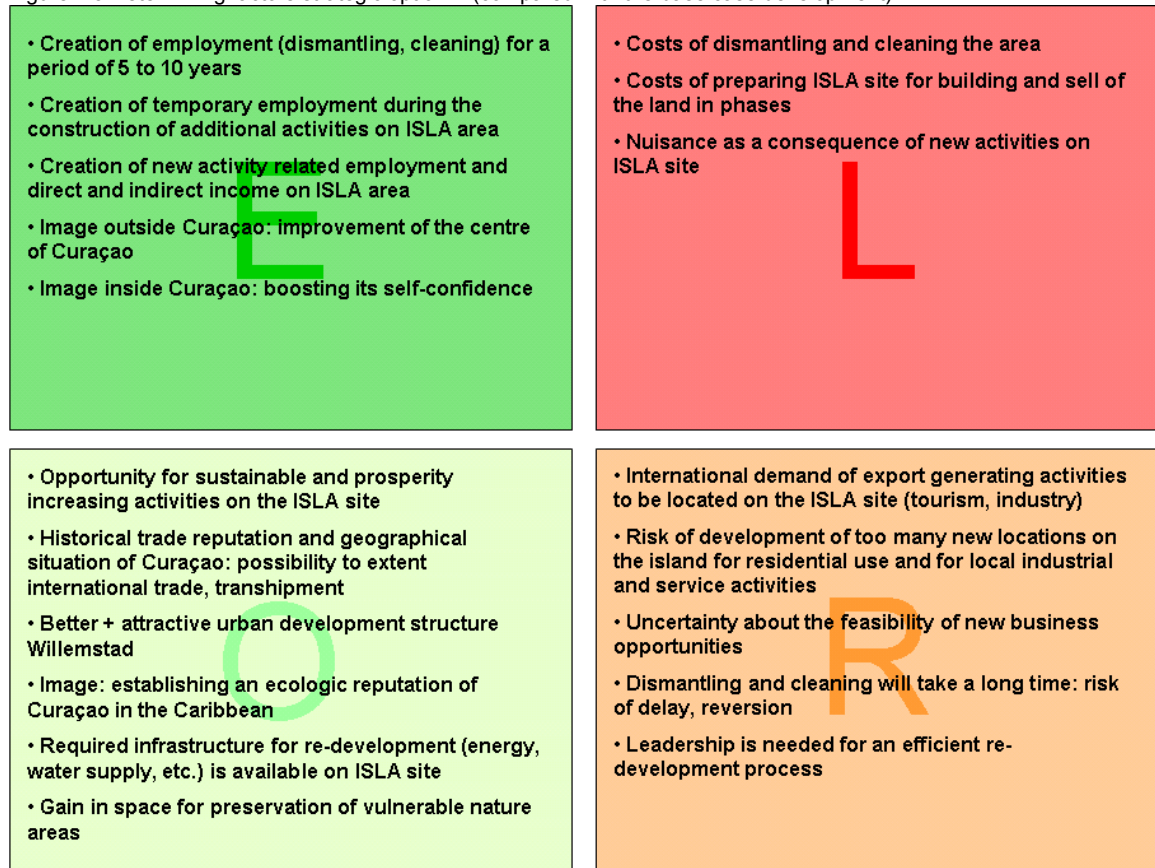 • Creation of employment (dismantling, cleaning) for a
period of 5 to 10 years
• Creation of temporary employment during the
construction of additional activities on ISLA area
• Creation of new activity related employment and
direct and indirect income on ISLA area
• Image outside Curaçao: improvement of the centre
of Curaçao
• Image inside Curaçao: boosting its self-confidence
E
• Costs of dismantling and cleaning the area
• Costs of preparing ISLA site for building and sell of
the land in phases
• Nuisance as a consequence of new activities on
ISLA site
L
• Opportunity for sustainable and prosperity
increasing activities on the ISLA site
• Historical trade reputation and geographical
situation of Curaçao: possibility to extent
international trade, transhipment
• Better + attractive urban development structure
Willemstad
• Image: establishing an ecologic reputation of
Curaçao in the Caribbean
• Required infrastructure for re-development (energy,
water supply, etc.) is available on ISLA site
• Gain in space for preservation of vulnerable nature
areas
O
• International demand of export generating activities
to be located on the ISLA site (tourism, industry)
• Risk of development of too many new locations on
the island for residential use and for local industrial
and service activities
• Uncertainty about the feasibility of new business
opportunities
• Dismantling and cleaning will take a long time: risk
of delay, reversion
• Leadership is needed for an efficient re-
development process
R